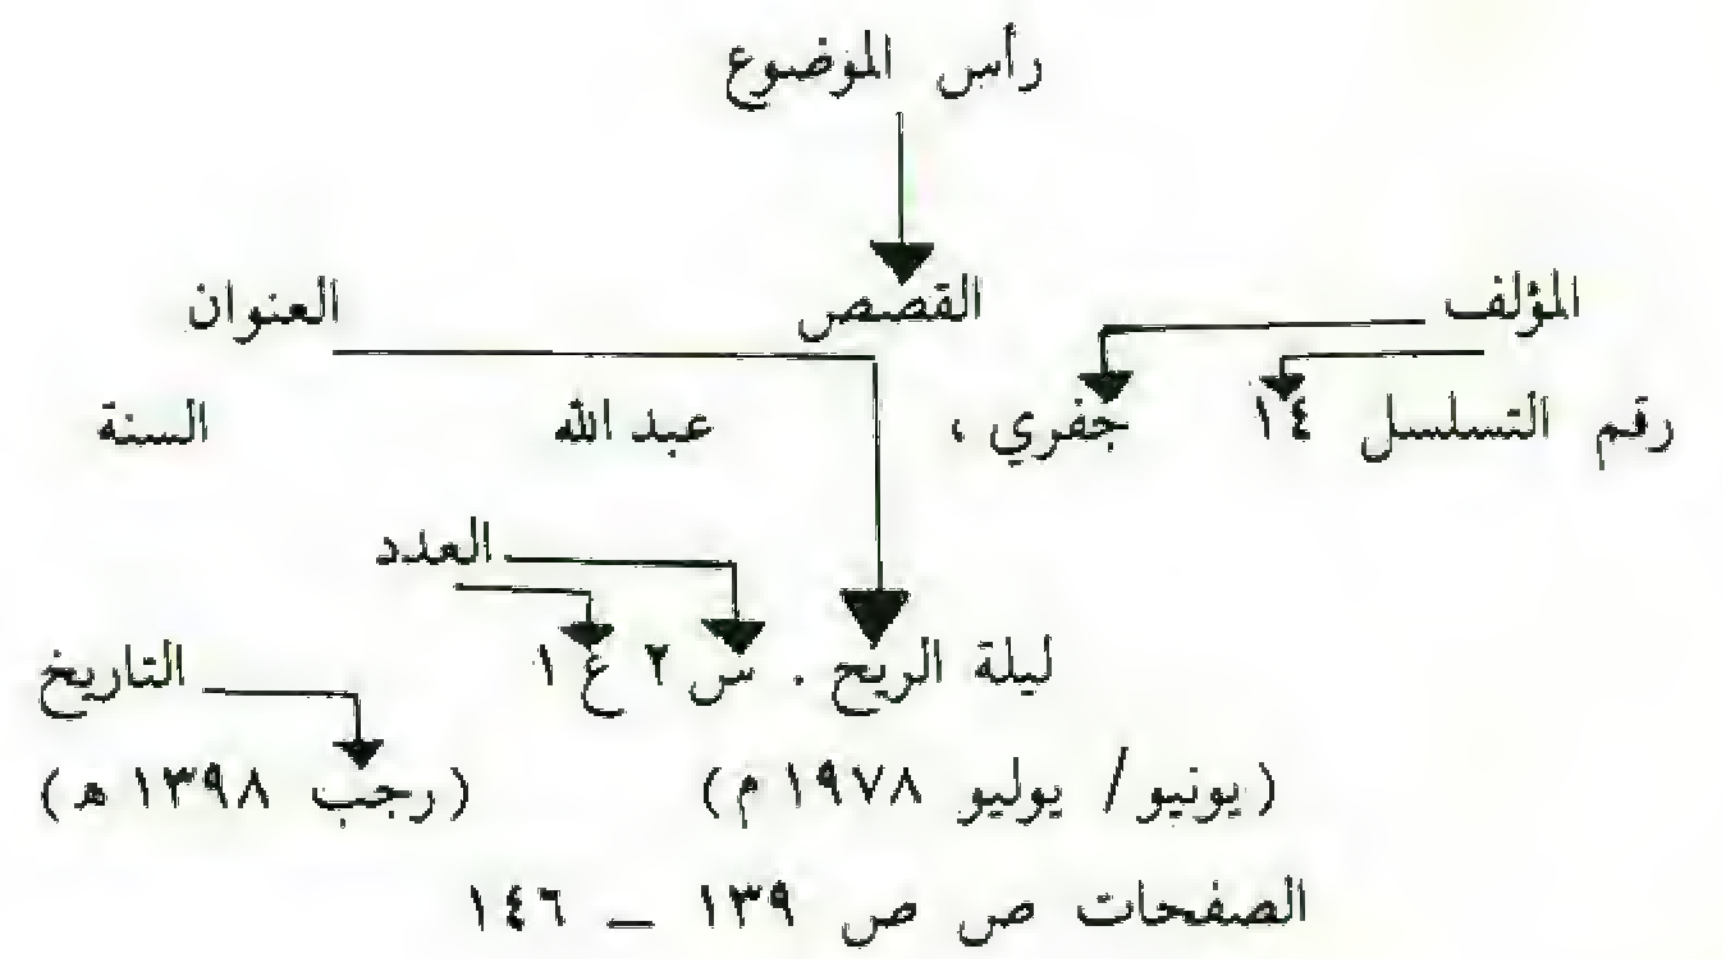 رأس الموضوع
المؤلف القصص العنوان
رقم التسلسل ١٤ جفري ، عبد الله السنة
العدد
ليلة الريح . س ٢ ع ١ التاريخ
(يونيو / يوليو ١٩٧٨ م) (رجب ١٣٩٨ هـ)
الصفحات ص ص ١٣٩ – ١٤٦